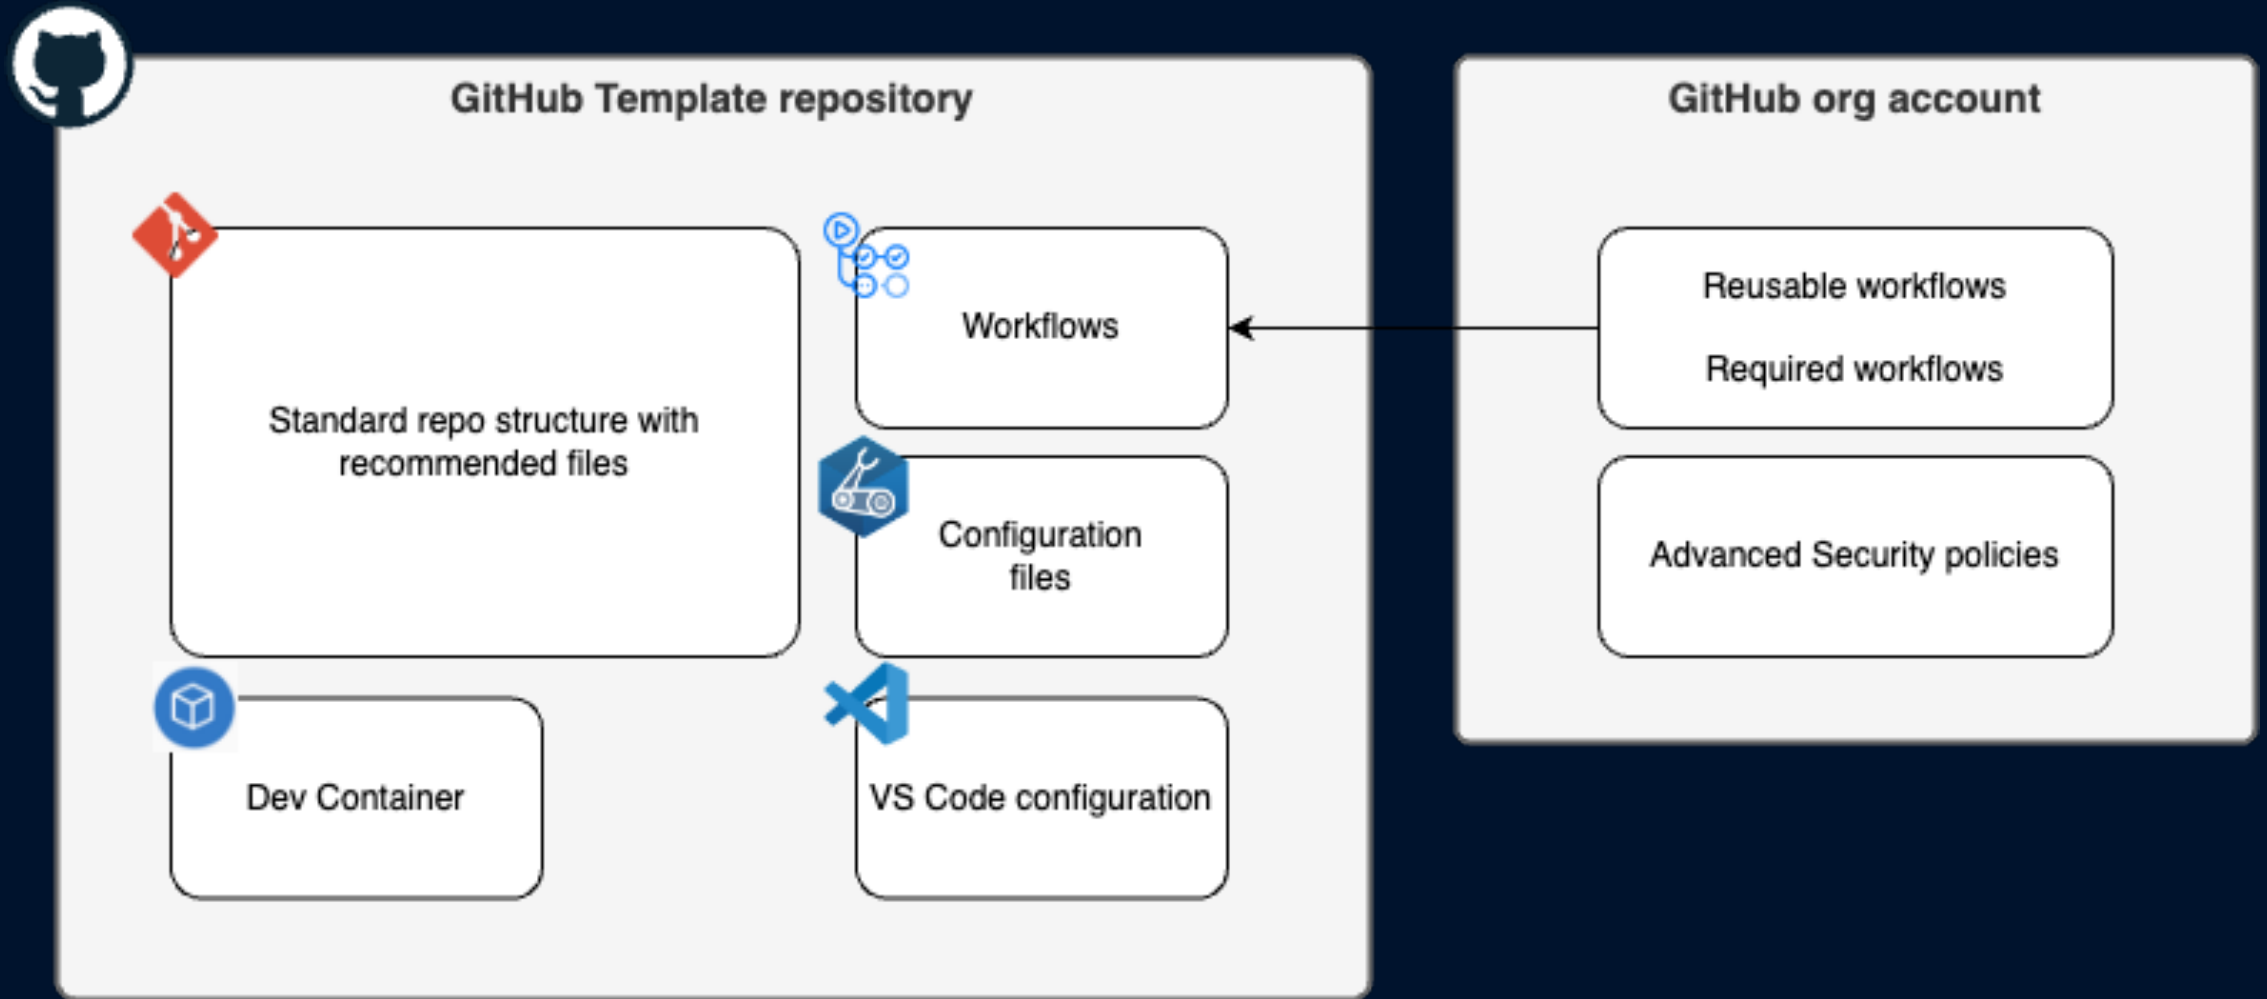 GitHub Template repository
Standard repo structure with
recommended files
Workflows
Configuration
files
Dev Container
VS Code configuration
GitHub org account
Reusable workflows
Required workflows
Advanced Security policies